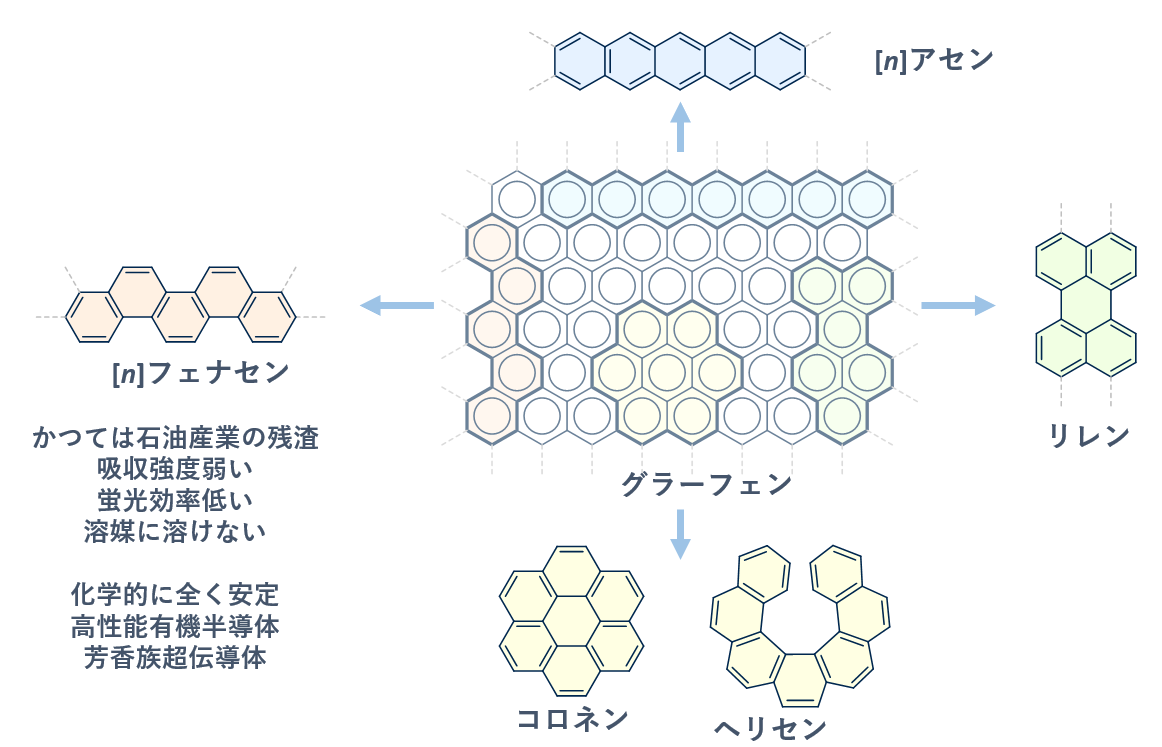 [n]アセン
[n]フェナセン
かつては石油産業の残渣
吸収強度弱い
蛍光効率低い
溶媒に溶けない
化学的に全く安定
高性能有機半導体
芳香族超伝導体
リレン
グラーフェン
コロネン
ヘリセン